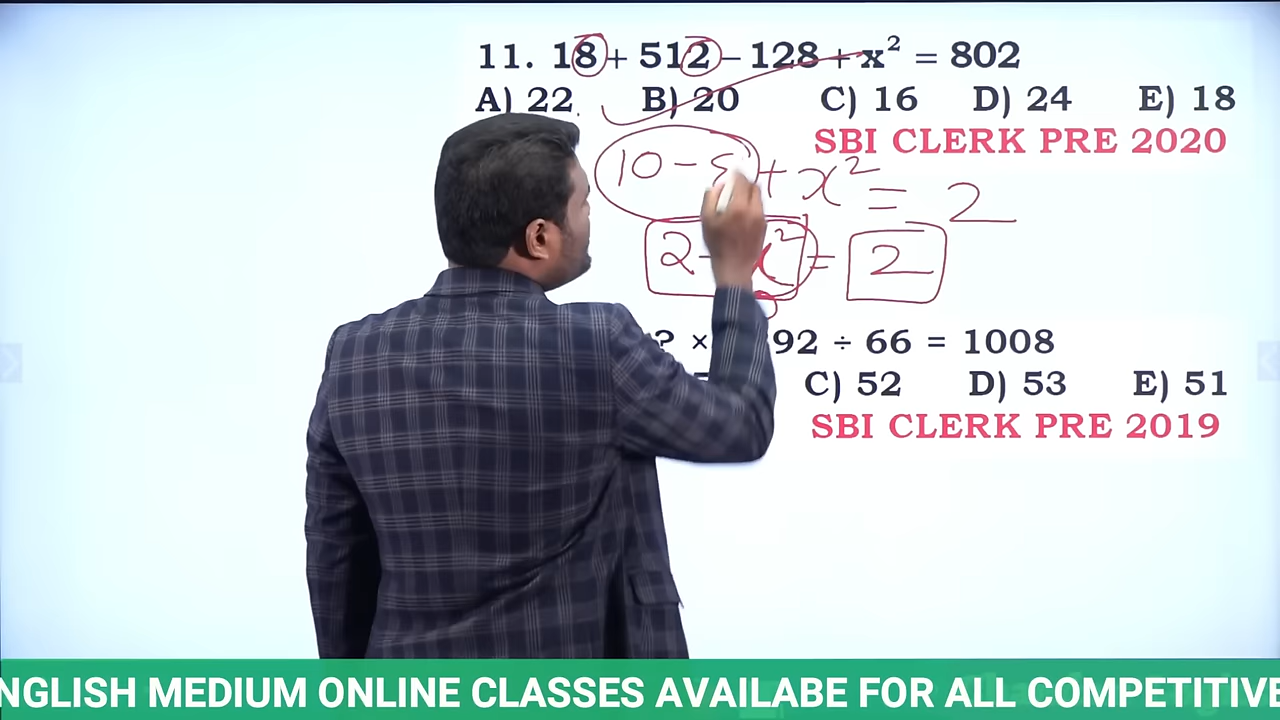 11. 18 + 512 – 128 + x² = 802
A) 22 B) 20 C) 16 D) 24 E) 18
SBI CLERK PRE 2020
10 – + x² = 2
2 x² = 2
? × 92 ÷ 66 = 1008
C) 52 D) 53 E) 51
SBI CLERK PRE 2019
NGLISH MEDIUM ONLINE CLASSES AVAILABE FOR ALL COMPETITIVE